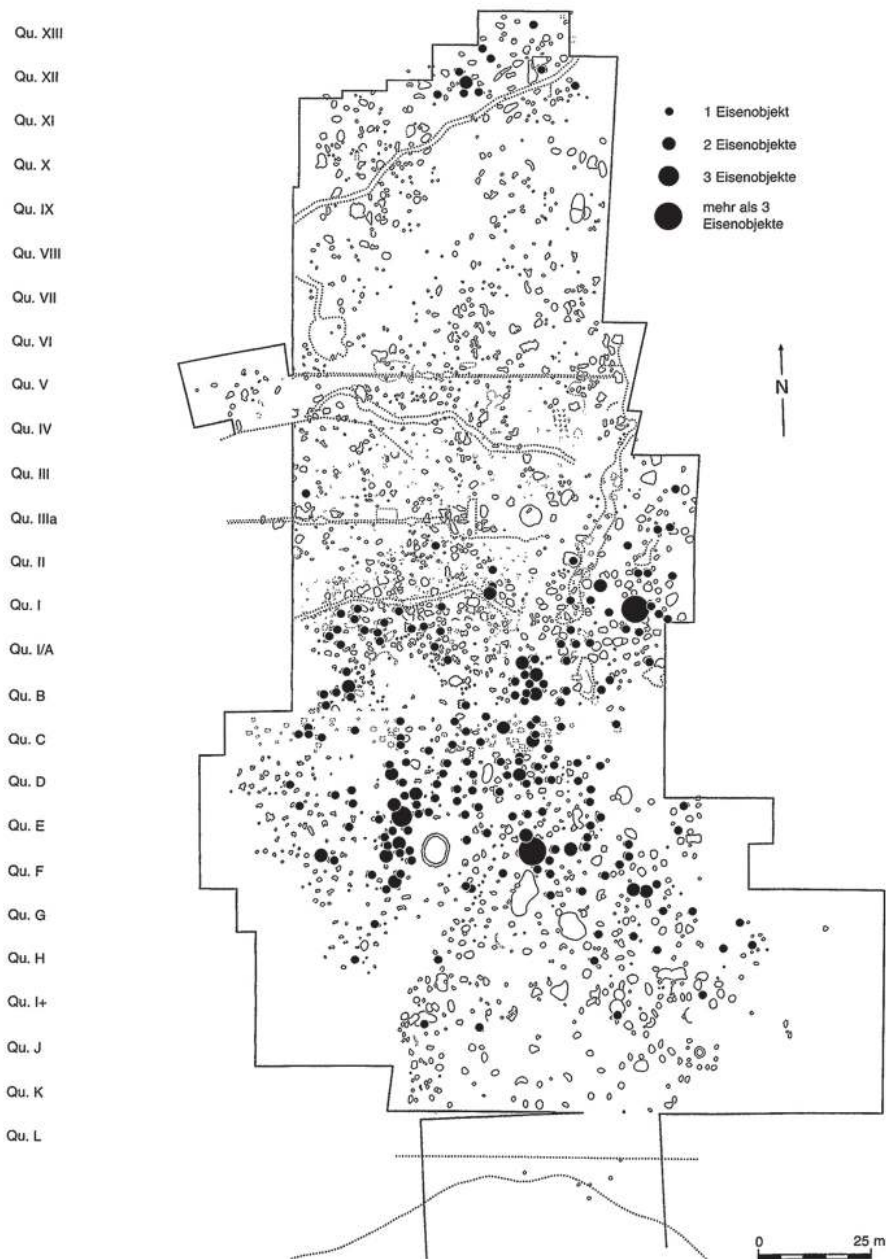 Qu. XIII
Qu. XII
Qu. XI
Qu. X
Qu. IX
Qu. VIII
Qu. VII
Qu. VI
Qu. V
Qu. IV
Qu. III
Qu. IIIa
Qu. II
Qu. I
Qu. I/A
Qu. B
Qu. C
Qu. D
Qu. E
Qu. F
Qu. G
Qu. H
Qu. I+
Qu. J
Qu. K
Qu. L
1 Eisenobjekt
2 Eisenobjekte
3 Eisenobjekte
mehr als 3
Eisenobjekte
N
0 25 m